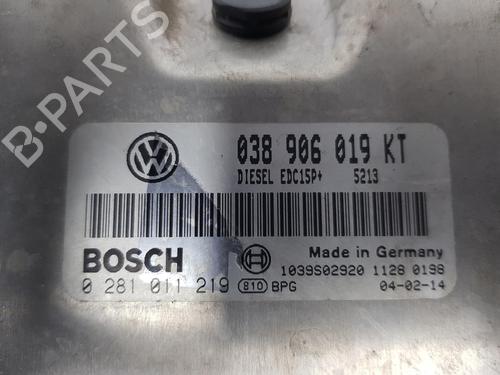 B-PARTS
038 906 019 KT
DIESEL EDC15P+ 5213
BOSCH
Made in Germany
1039S02920 1128 0198
0 281 011 219 810 BPG 04-02-14